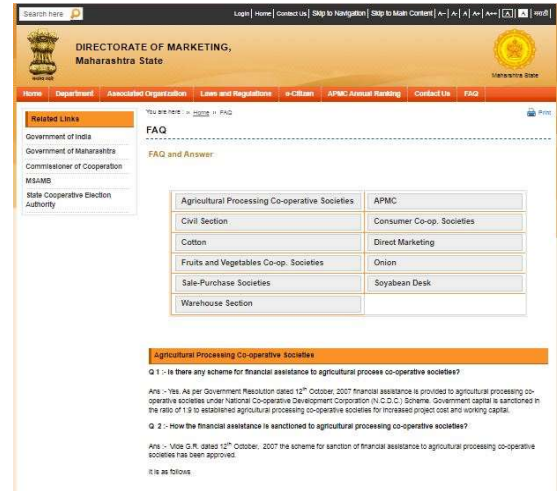 Search here
Login | Home | Contact Us | Skip to Navigation | Skip to Main Content | A-- | A- | A | A+ | A++ | A | A | मराठी |
DIRECTORATE OF MARKETING,
Maharashtra State
Maharashtra State
Home Department Associated Organization Laws and Regulations e-Citizen APMC Annual Ranking Contact Us FAQ
Related Links
Government of India
Government of Maharashtra
Commissioner of Cooperation
MSAMB
State Cooperative Election
Authority
You are here : » Home » FAQ
Print
FAQ
FAQ and Answer
Agricultural Processing Co-operative Societies APMC
Civil Section Consumer Co-op. Societies
Cotton Direct Marketing
Fruits and Vegetables Co-op. Societies Onion
Sale-Purchase Societies Soyabean Desk
Warehouse Section
Agricultural Processing Co-operative Societies
Q 1 :- Is there any scheme for financial assistance to agricultural process co-operative societies?
Ans :- Yes. As per Government Resolution dated 12th October, 2007 financial assistance is provided to agricultural processing co-
operative societies under National Co-operative Development Corporation (N.C.D.C.) Scheme. Government capital is sanctioned in
the ratio of 1:9 to established agricultural processing co-operative societies for increased project cost and working capital.
Q 2 :- How the financial assistance is sanctioned to agricultural processing co-operative societies?
Ans :- Vide G.R. dated 12th October, 2007 the scheme for sanction of financial assistance to agricultural processing co-operative
societies has been approved.
It is as follows